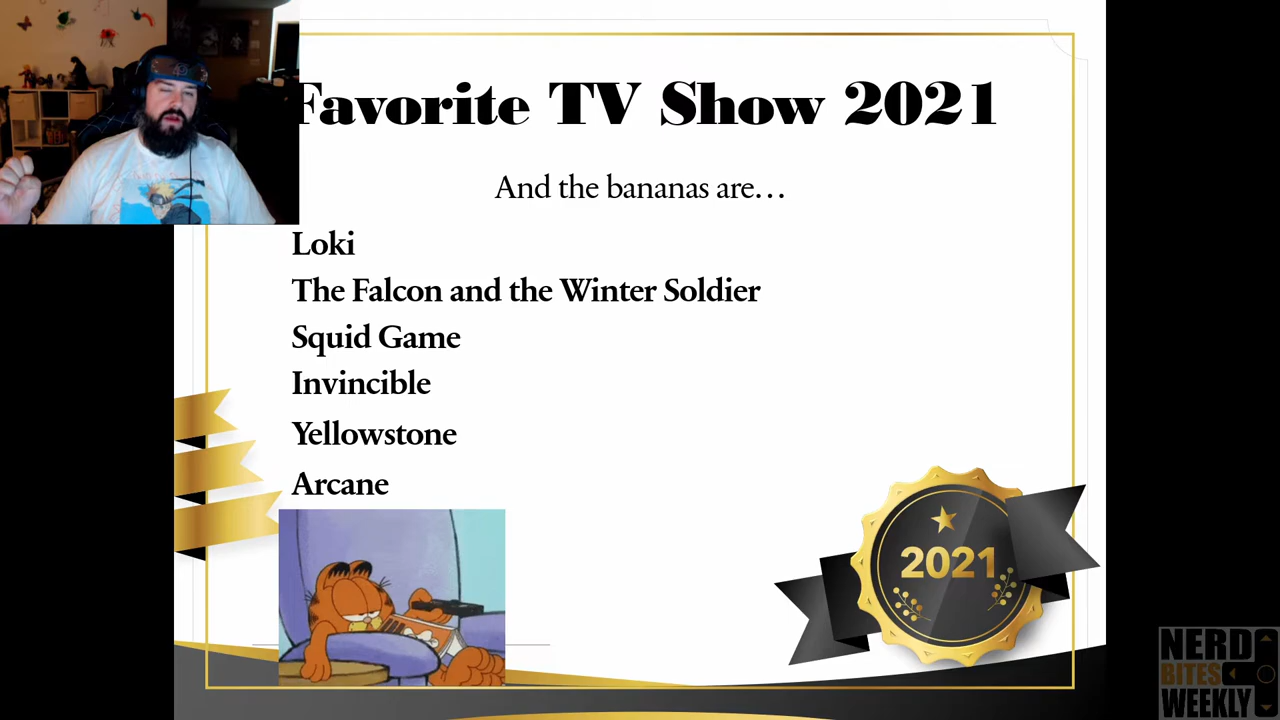 Favorite TV Show 2021
And the bananas are…
Loki
The Falcon and the Winter Soldier
Squid Game
Invincible
Yellowstone
Arcane
2021
NERD
BITES
WEEKLY